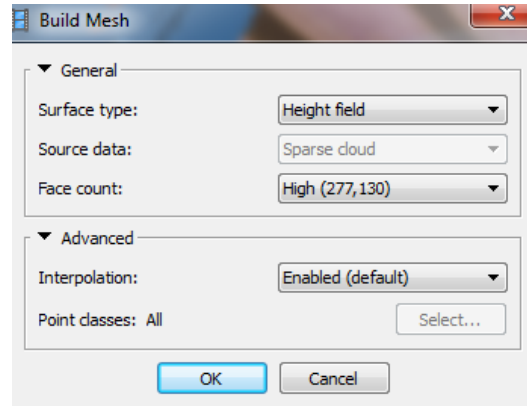 Build Mesh
General
Surface type: Height field
Source data: Sparse cloud
Face count: High (277,130)
Advanced
Interpolation: Enabled (default)
Point classes: All Select...
OK Cancel